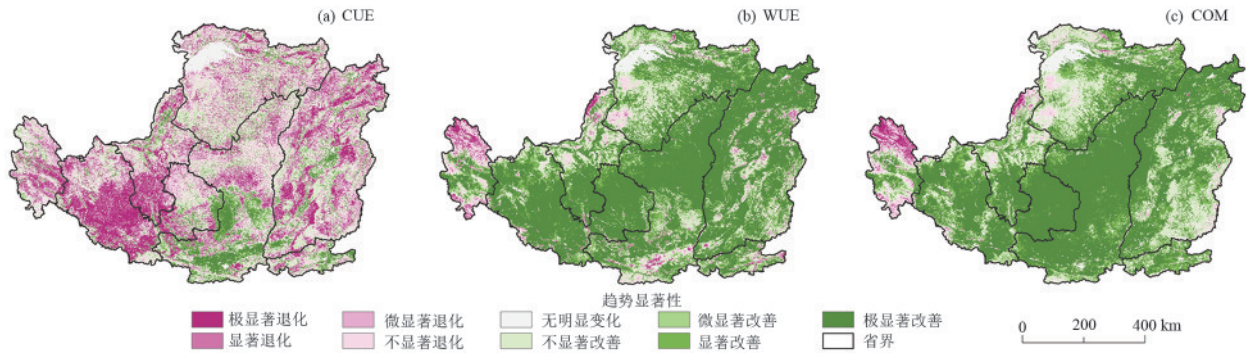 (a) CUE
(b) WUE
(c) COM
趋势显著性
极显著退化
微显著退化
无明显变化
微显著改善
极显著改善
显著退化
不显著退化
不显著改善
显著改善
省界
0 200 400 km